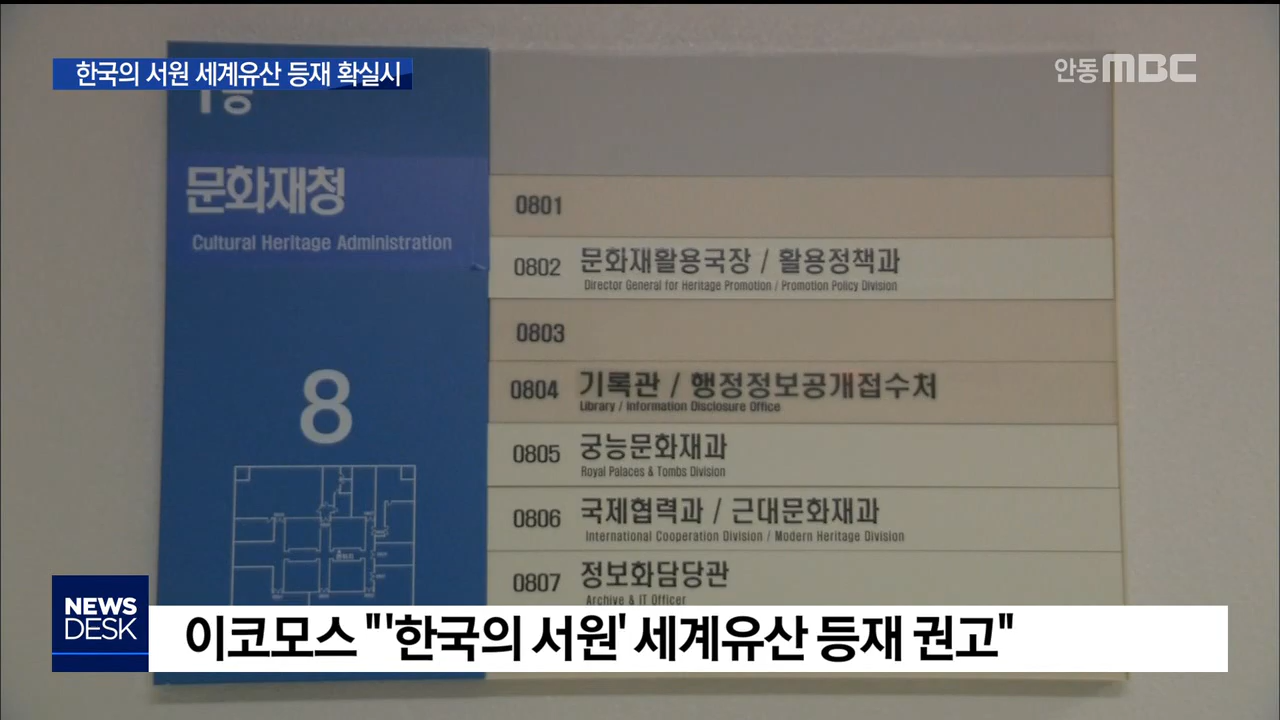 한국의 서원 세계유산 등재 확실시
안동MBC
문화재청
Cultural Heritage Administration
8
0801
0802 문화재활용국장 / 활용정책과
Director General for Heritage Promotion / Promotion Policy Division
0803
0804 기록관 / 행정정보공개접수처
Library / Information Disclosure Office
0805 궁능문화재과
Royal Palaces & Tombs Division
0806 국제협력과 / 근대문화재과
International Cooperation Division / Modern Heritage Division
0807 정보화담당관
Archive & IT Officer
NEWS
DESK
이코모스 "'한국의 서원' 세계유산 등재 권고"